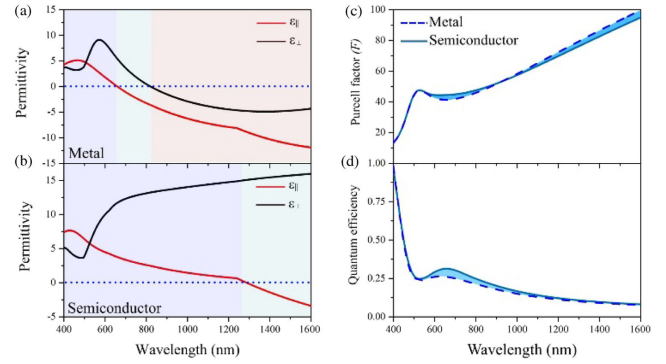 (a)
15
10
5
0
-5
-10
-15
Permittivity
ε∥
ε⊥
Metal
(b)
15
10
5
0
-5
Permittivity
ε∥
ε⊥
Semiconductor
400 600 800 1000 1200 1400 1600
Wavelength (nm)
(c)
100
80
60
40
20
Purcell factor (F)
Metal
Semiconductor
(d)
1.00
0.75
0.50
0.25
0.00
Quantum efficiency
400 600 800 1000 1200 1400 1600
Wavelength (nm)